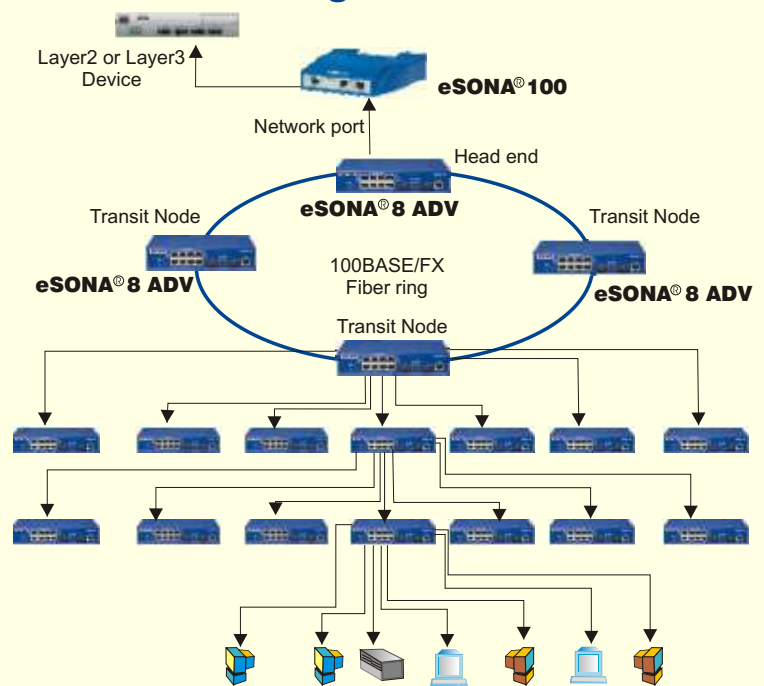 Layer2 or Layer3
Device
eSONA® 100
Network port
Head end
eSONA® 8 ADV
Transit Node
Transit Node
eSONA® 8 ADV
100BASE/FX
Fiber ring
eSONA® 8 ADV
Transit Node